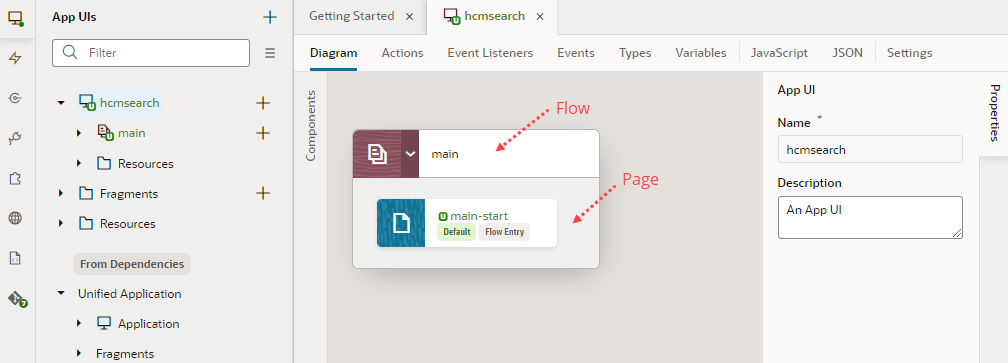 App UIs
Filter
hcmsearch
main
Resources
Fragments
Resources
From Dependencies
Unified Application
Application
Fragments
7
Getting Started
hcmsearch
Diagram Actions Event Listeners Events Types Variables JavaScript JSON Settings
Components
Flow
main
Page
U main-start
Default Flow Entry
App UI
Name *
hcmsearch
Description
An App UI
Properties